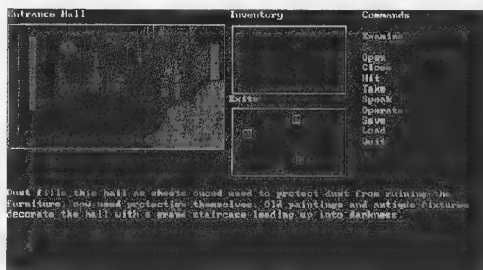 Entrance Hall
Inventory
Commands
Examine
Open
Close
Hit
Take
Speak
Operate
Save
Load
Quit
Exits
Dust fills this hall as sheets onced used to protect dust from ruining the
furniture, now need protection themselves. Old paintings and antique fixtures
decorate the hall with a grand staircase leading up into darkness.